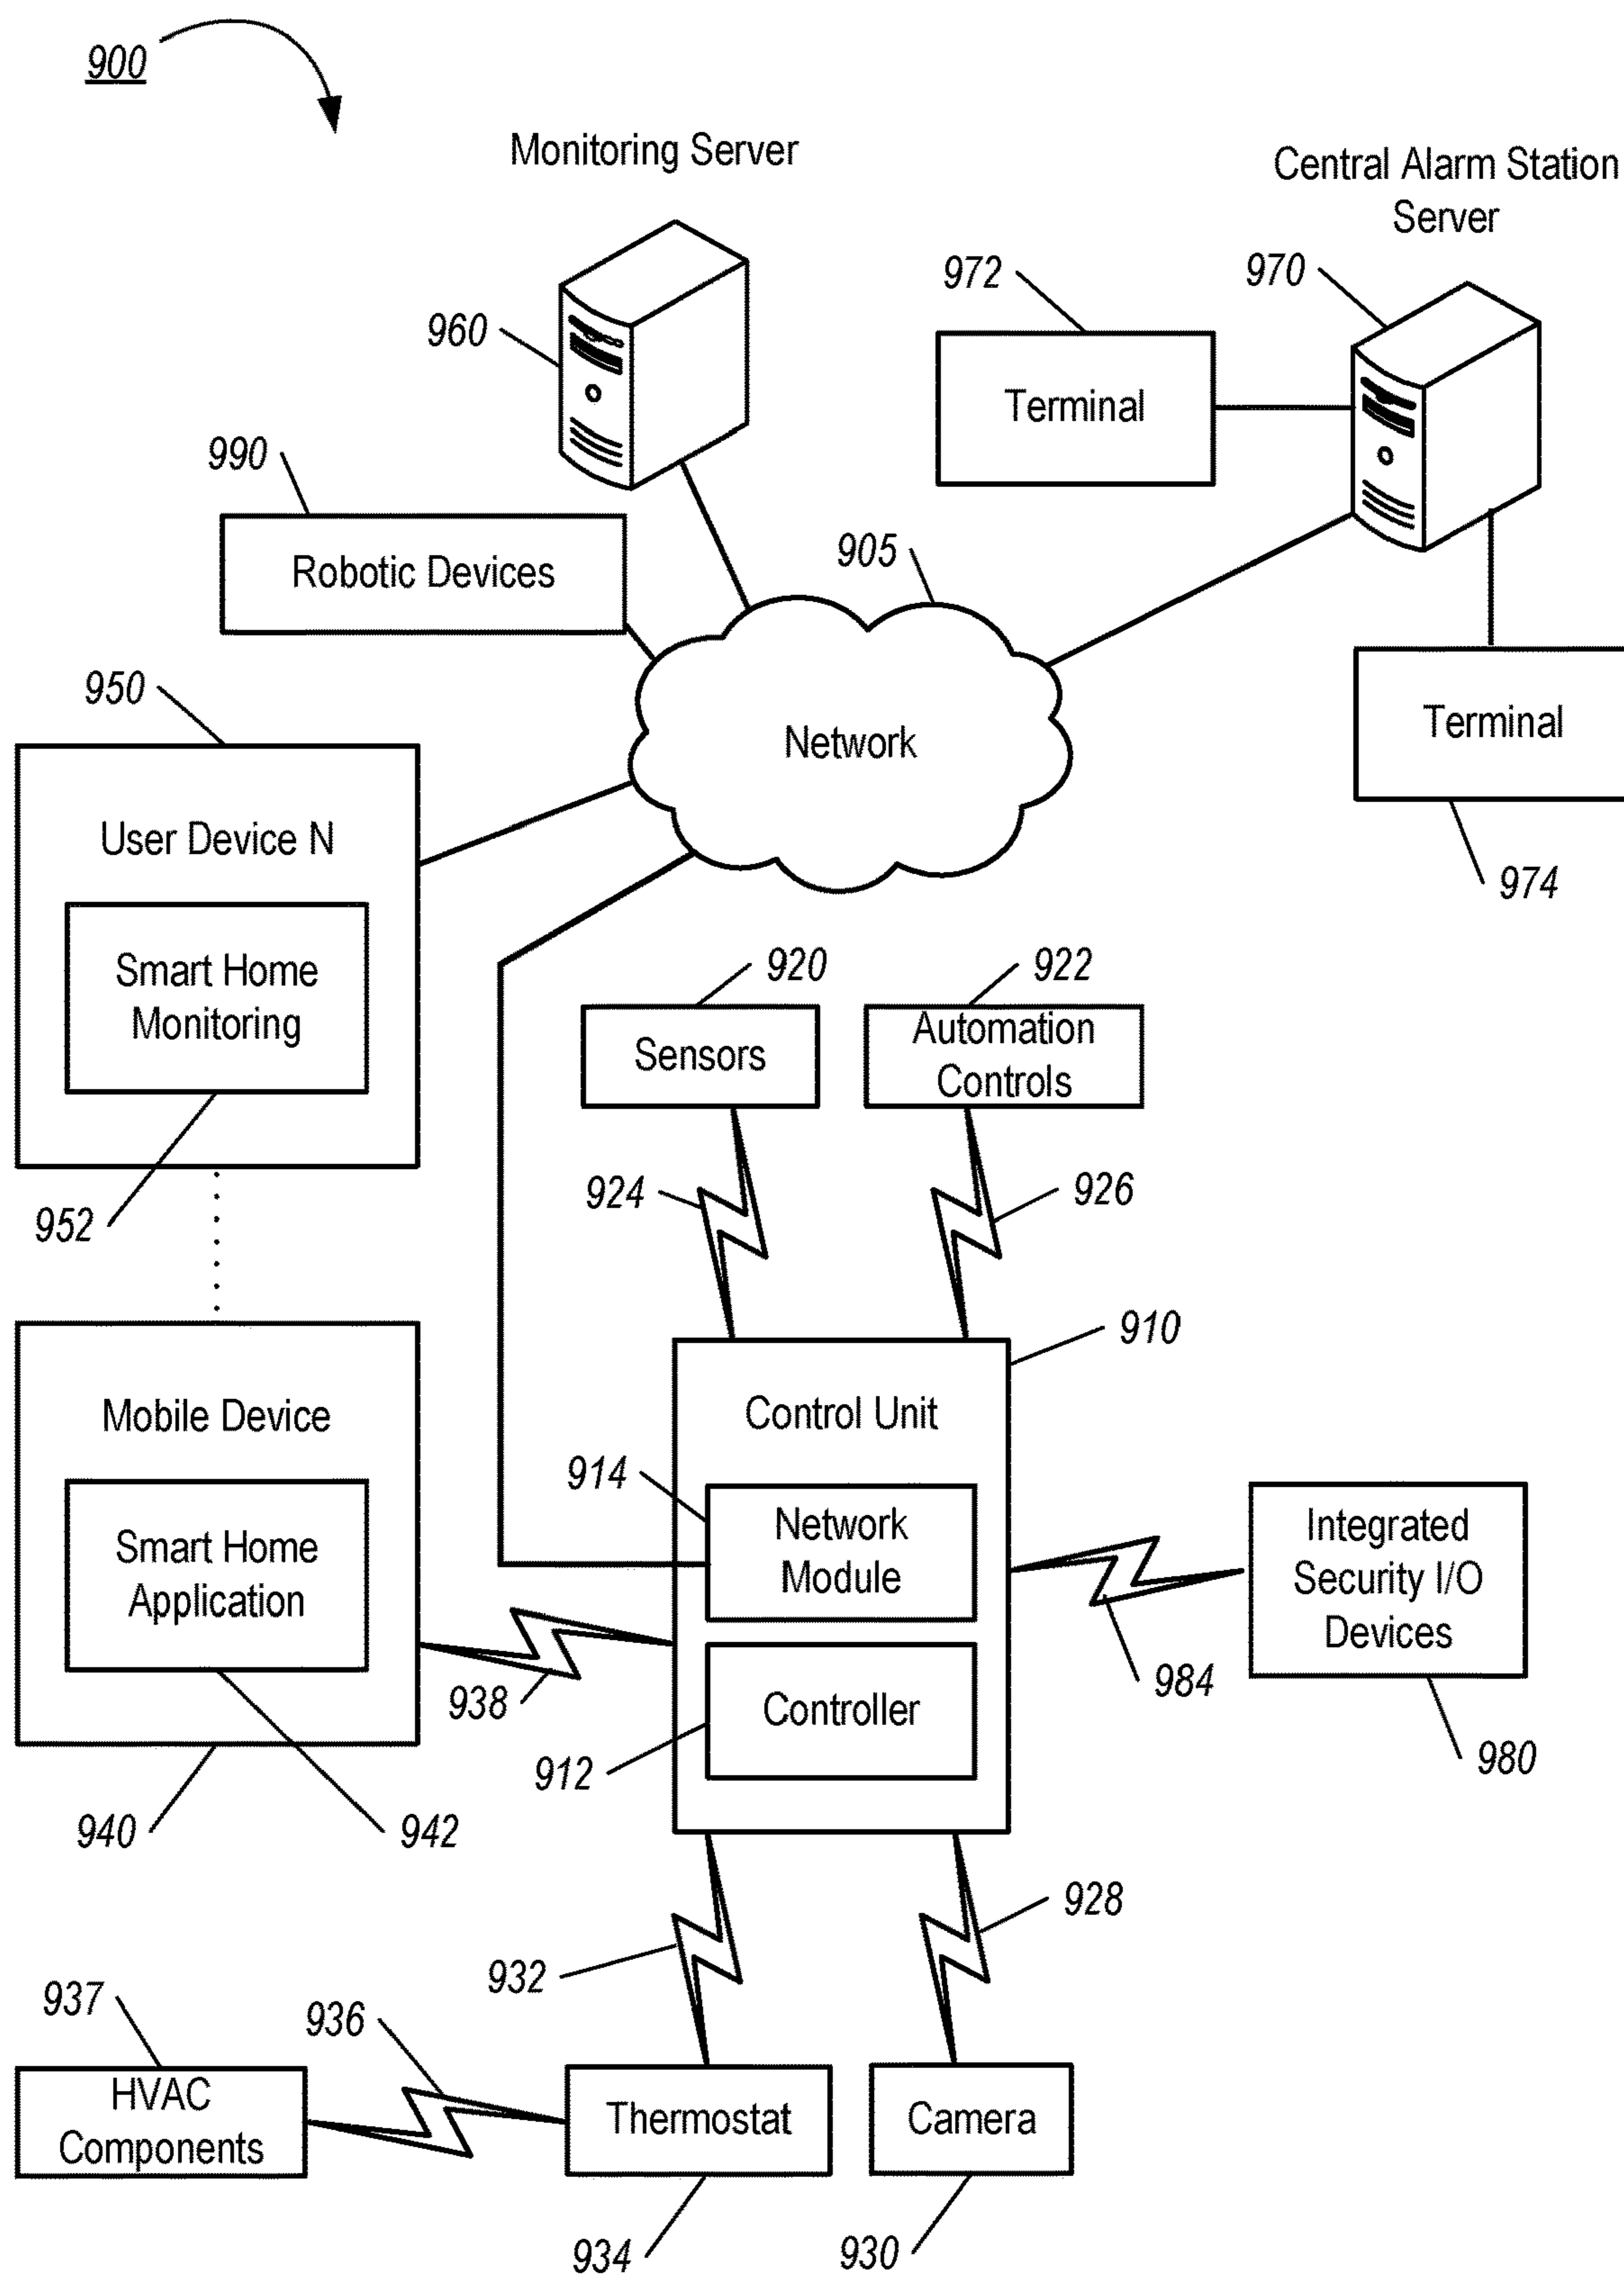 900
Monitoring Server
Central Alarm Station
Server
972
970
960
Terminal
990
905
Robotic Devices
950
Network
Terminal
User Device N
974
Smart Home
Monitoring
920
922
Sensors
Automation
Controls
924
926
952
910
Mobile Device
Control Unit
914
Network
Module
Smart Home
Application
Integrated
Security I/O
Devices
938
984
Controller
912
980
940
942
928
932
937
936
HVAC
Components
Thermostat
Camera
934
930